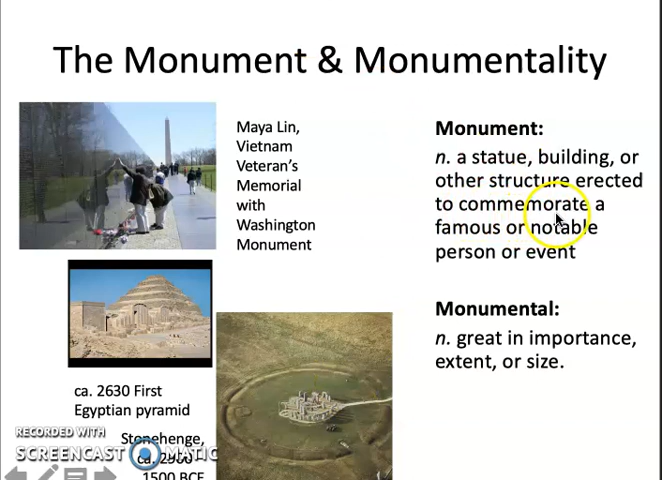 The Monument & Monumentality
Maya Lin,
Vietnam
Veteran's
Memorial
with
Washington
Monument
Monument:
n. a statue, building, or
other structure erected
to commemorate a
famous or notable
person or event
Monumental:
n. great in importance,
extent, or size.
ca. 2630 First
Egyptian pyramid
RECORDED WITH
SCREENCAST MATIC
Stonehenge,
ca.
1500 BCE